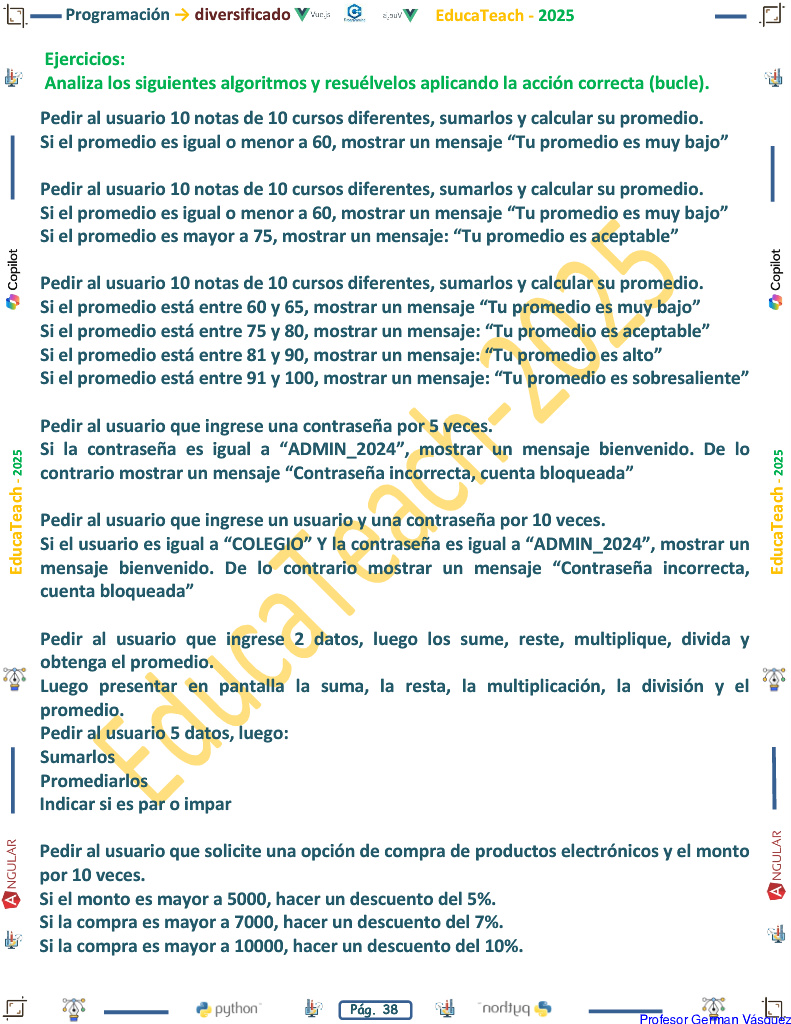 Programación → diversificado Vue.js EducaTeach - 2025
Ejercicios:
Analiza los siguientes algoritmos y resuélvelos aplicando la acción correcta (bucle).
Pedir al usuario 10 notas de 10 cursos diferentes, sumarlos y calcular su promedio.
Si el promedio es igual o menor a 60, mostrar un mensaje “Tu promedio es muy bajo”
Pedir al usuario 10 notas de 10 cursos diferentes, sumarlos y calcular su promedio.
Si el promedio es igual o menor a 60, mostrar un mensaje “Tu promedio es muy bajo”
Si el promedio es mayor a 75, mostrar un mensaje: “Tu promedio es aceptable”
Pedir al usuario 10 notas de 10 cursos diferentes, sumarlos y calcular su promedio.
Si el promedio está entre 60 y 65, mostrar un mensaje “Tu promedio es muy bajo”
Si el promedio está entre 75 y 80, mostrar un mensaje: “Tu promedio es aceptable”
Si el promedio está entre 81 y 90, mostrar un mensaje: “Tu promedio es alto”
Si el promedio está entre 91 y 100, mostrar un mensaje: “Tu promedio es sobresaliente”
Pedir al usuario que ingrese una contraseña por 5 veces.
Si la contraseña es igual a “ADMIN_2024”, mostrar un mensaje bienvenido. De lo
contrario mostrar un mensaje “Contraseña incorrecta, cuenta bloqueada”
Pedir al usuario que ingrese un usuario y una contraseña por 10 veces.
Si el usuario es igual a “COLEGIO” Y la contraseña es igual a “ADMIN_2024”, mostrar un
mensaje bienvenido. De lo contrario mostrar un mensaje “Contraseña incorrecta,
cuenta bloqueada”
Pedir al usuario que ingrese 2 datos, luego los sume, reste, multiplique, divida y
obtenga el promedio.
Luego presentar en pantalla la suma, la resta, la multiplicación, la división y el
promedio.
Pedir al usuario 5 datos, luego:
Sumarlos
Promediarlos
Indicar si es par o impar
Pedir al usuario que solicite una opción de compra de productos electrónicos y el monto
por 10 veces.
Si el monto es mayor a 5000, hacer un descuento del 5%.
Si la compra es mayor a 7000, hacer un descuento del 7%.
Si la compra es mayor a 10000, hacer un descuento del 10%.
EducaTeach-2025
Copilot
EducaTeach - 2025
ANGULAR
Copilot
EducaTeach - 2025
ANGULAR
python Pág. 38 python
Profesor German Vásquez